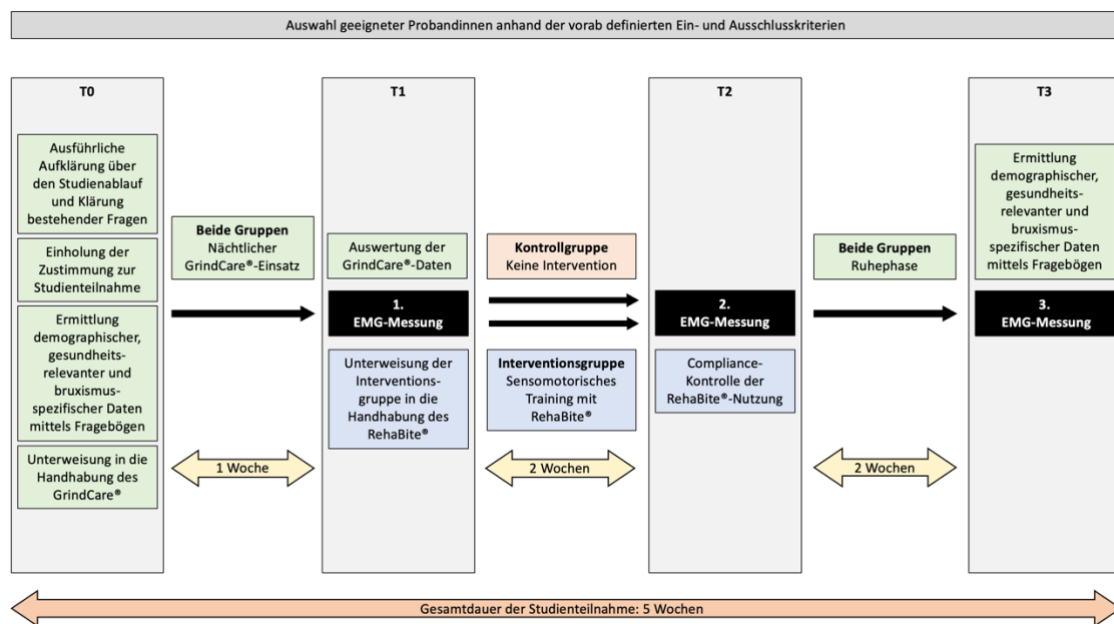 Auswahl geeigneter Probandinnen anhand der vorab definierten Ein- und Ausschlusskriterien
T0
Ausführliche
Aufklärung über
den Studienablauf
und Klärung
bestehender Fragen
Einholung der
Zustimmung zur
Studienteilnahme
Ermittlung
demographischer,
gesundheits-
relevanter und
bruxismus-
spezifischer Daten
mittels Fragebögen
Unterweisung in die
Handhabung des
GrindCare®
Beide Gruppen
Nächtlicher
GrindCare®-Einsatz
1 Woche
T1
Auswertung der
GrindCare®-Daten
1.
EMG-Messung
Unterweisung der
Interventions-
gruppe in die
Handhabung des
RehaBite®
Kontrollgruppe
Keine Intervention
Interventionsgruppe
Sensomotorisches
Training mit
RehaBite®
2 Wochen
T2
2.
EMG-Messung
Compliance-
Kontrolle der
RehaBite®-Nutzung
Beide Gruppen
Ruhephase
2 Wochen
T3
Ermittlung
demographischer,
gesundheits-
relevanter und
bruxismus-
spezifischer Daten
mittels Fragebögen
3.
EMG-Messung
Gesamtdauer der Studienteilnahme: 5 Wochen